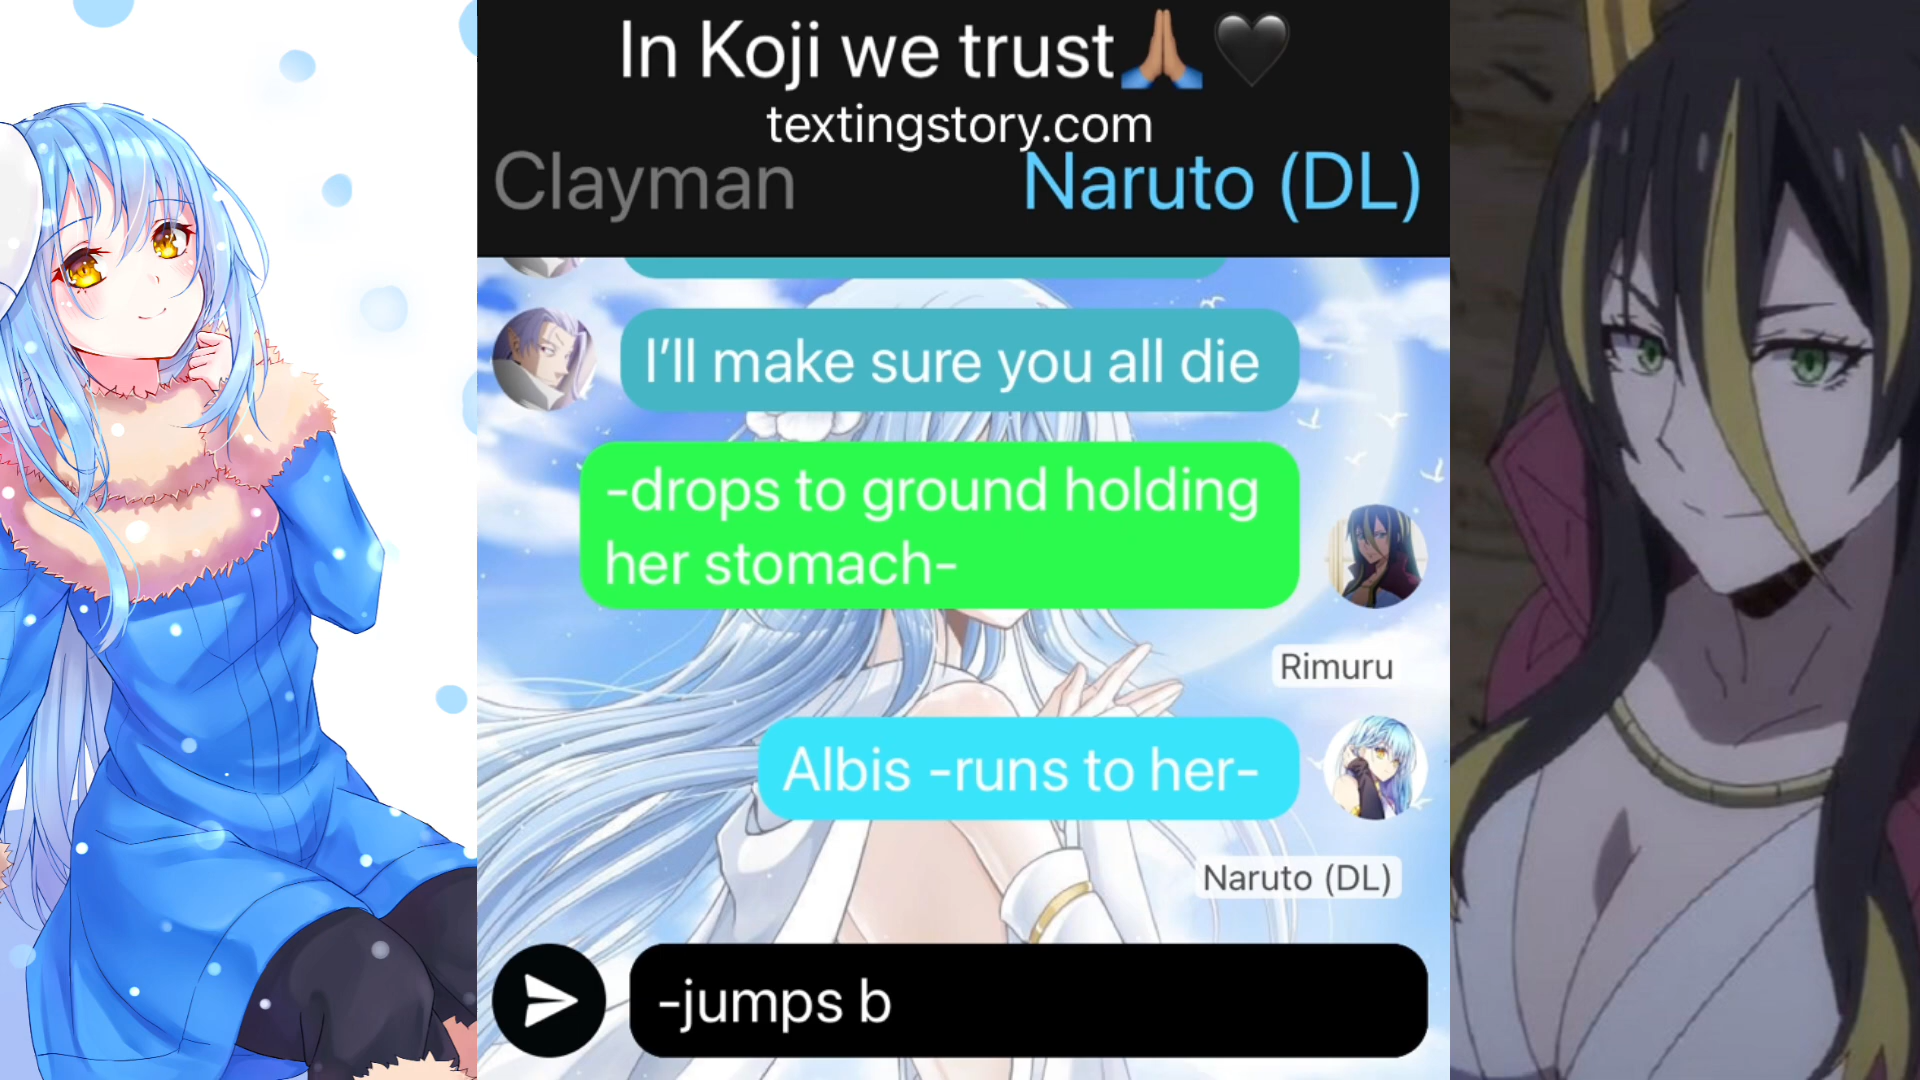 In Koji we trust🙏🏽🖤
textingstory.com
Clayman
Naruto (DL)
I'll make sure you all die
-drops to ground holding
her stomach-
Rimuru
Albis -runs to her-
Naruto (DL)
-jumps b